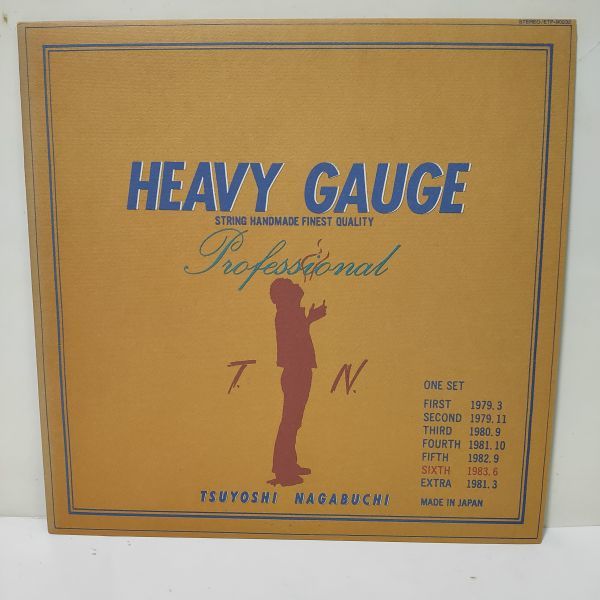 STEREO/ETP-90232
HEAVY GAUGE
STRING HANDMADE FINEST QUALITY
Professional
T. N.
ONE SET
FIRST 1979.3
SECOND 1979.11
THIRD 1980.9
FOURTH 1981.10
FIFTH 1982.9
SIXTH 1983.6
EXTRA 1981.3
MADE IN JAPAN
TSUYOSHI NAGABUCHI